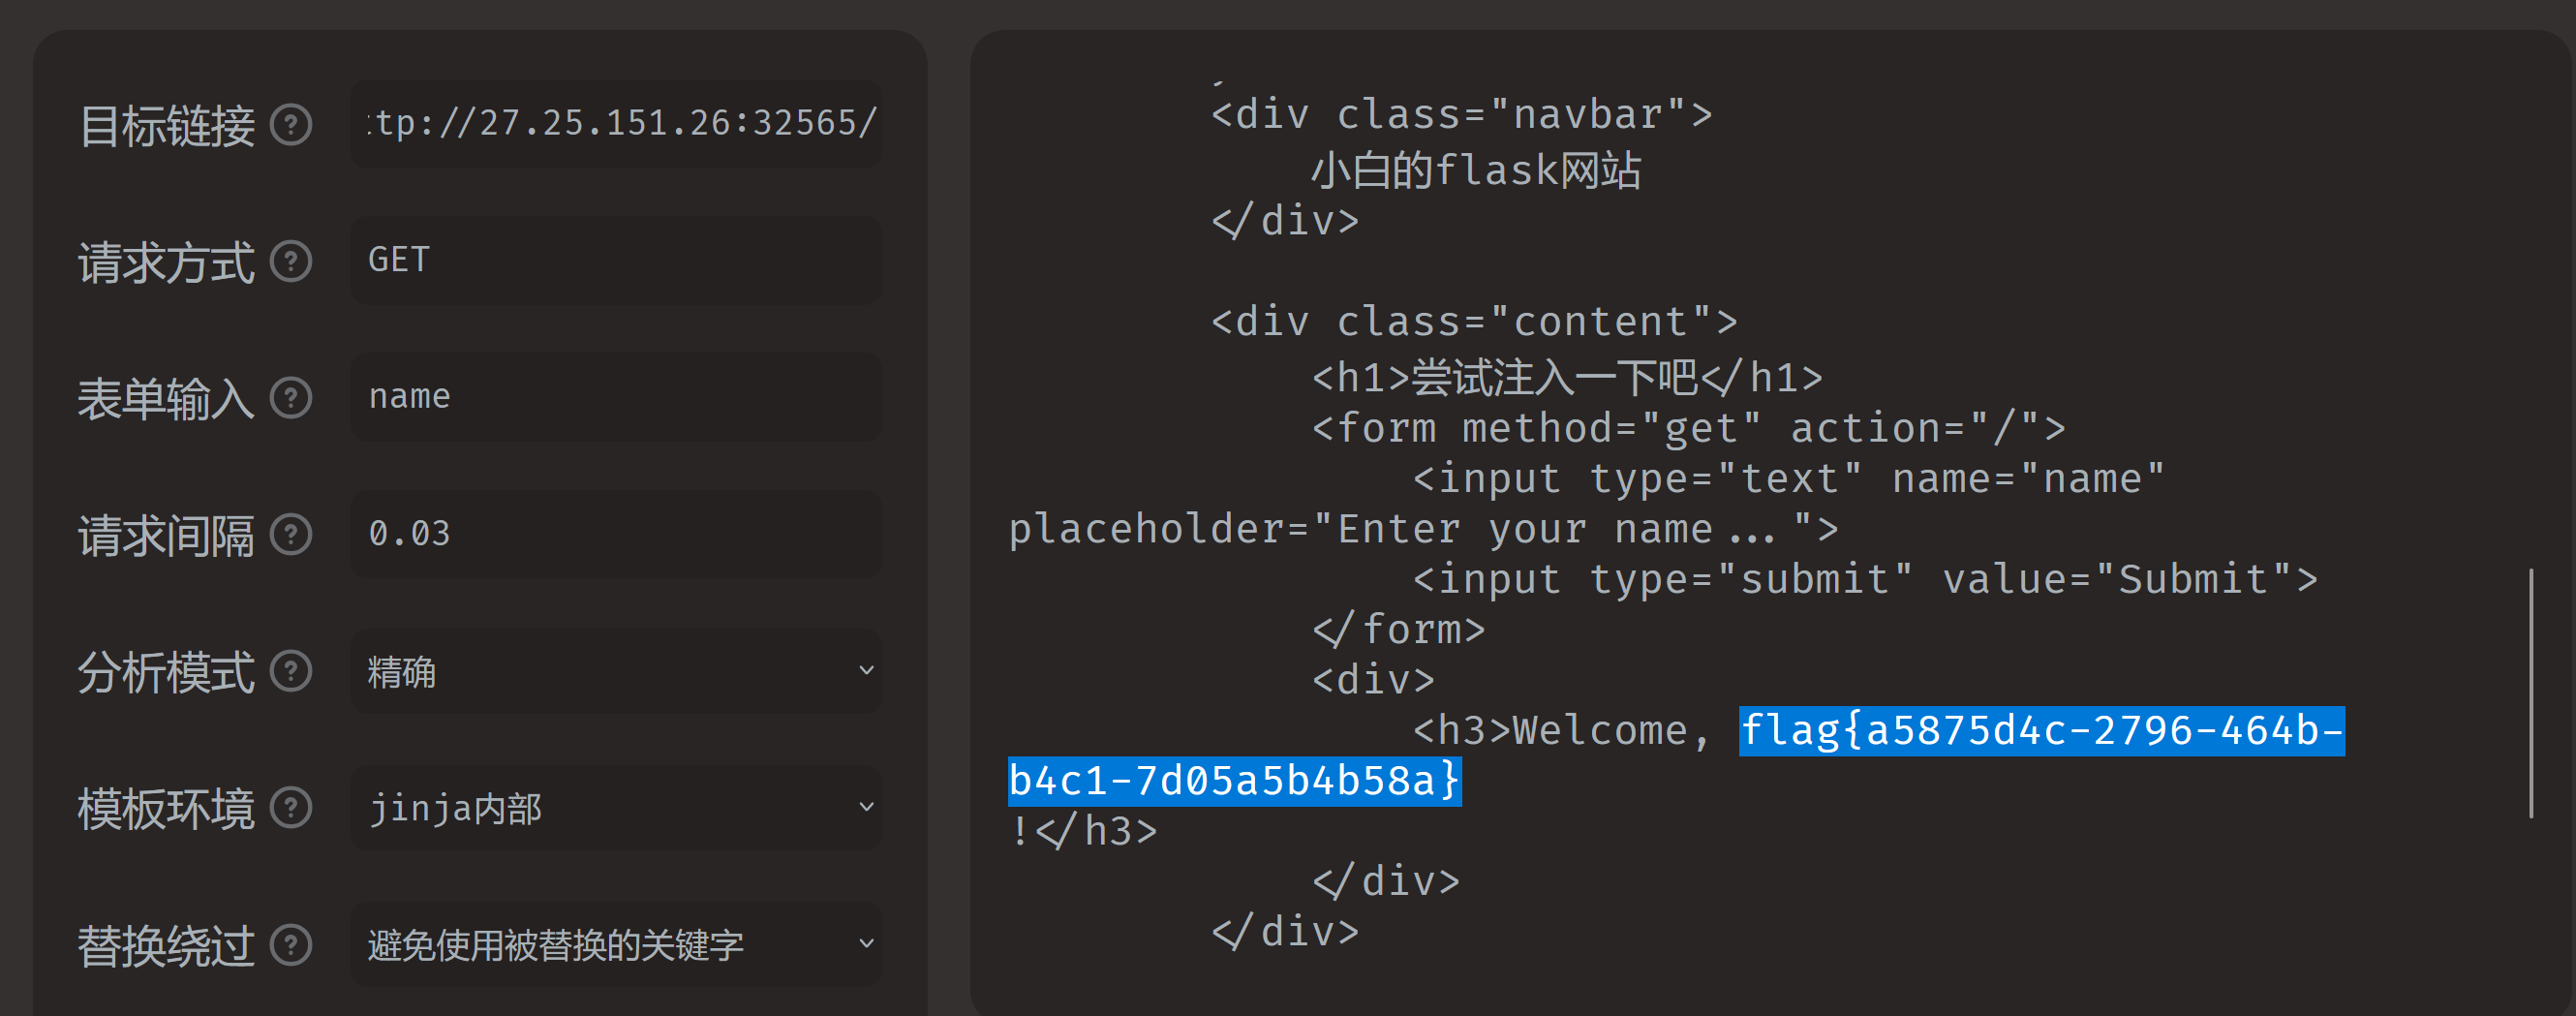 目标链接
tp://27.25.151.26:32565/
请求方式
GET
表单输入
name
请求间隔
0.03
分析模式
精确
模板环境
jinja内部
替换绕过
避免使用被替换的关键字
<div class="navbar">
小白的flask网站
</div>
<div class="content">
<h1>尝试注入一下吧</h1>
<form method="get" action="/">
<input type="text" name="name"
placeholder="Enter your name...">
<input type="submit" value="Submit">
</form>
<div>
<h3>Welcome, flag{a5875d4c-2796-464b-
b4c1-7d05a5b4b58a}
!</h3>
</div>
</div>